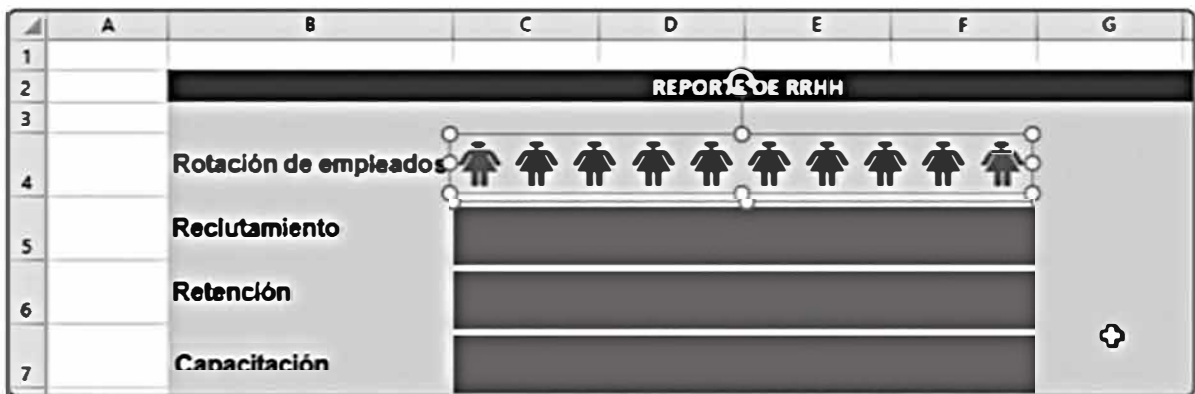 A B C D E F G
1
2 REPORTE DE RRHH
3
4 Rotación de empleados
5 Reclutamiento
6 Retención
7 Capacitación